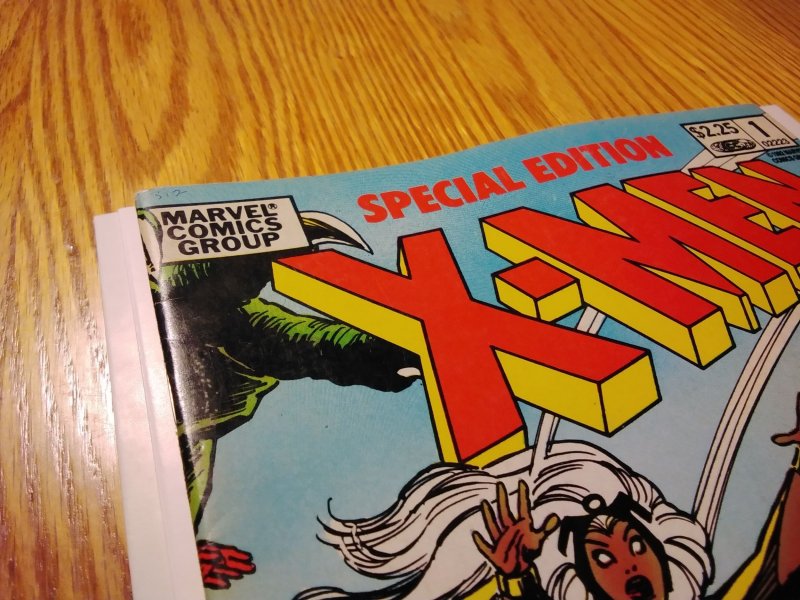 SPECIAL EDITION
$2.25
1
MARVEL®
COMICS
GROUP
X-MEN